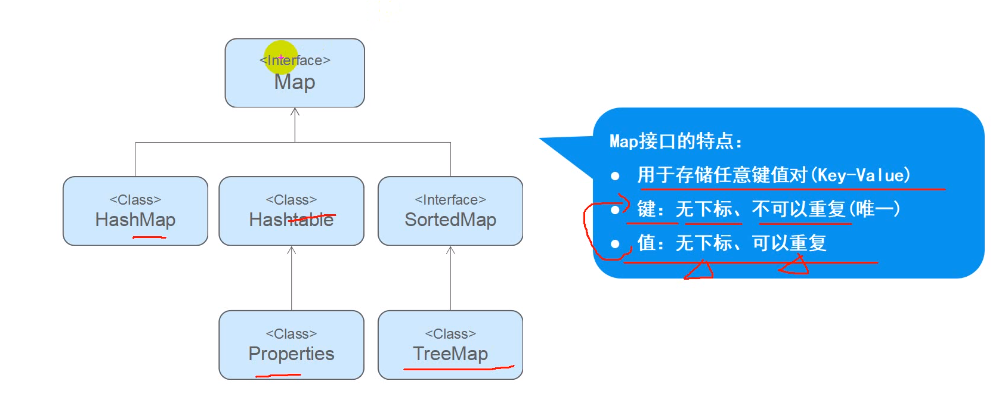 <Interface>
Map
<Class>
HashMap
<Class>
Hashtable
<Interface>
SortedMap
<Class>
Properties
<Class>
TreeMap
Map接口的特点：
● 用于存储任意键值对(Key-Value)
● 键：无下标、不可以重复(唯一)
● 值：无下标、可以重复